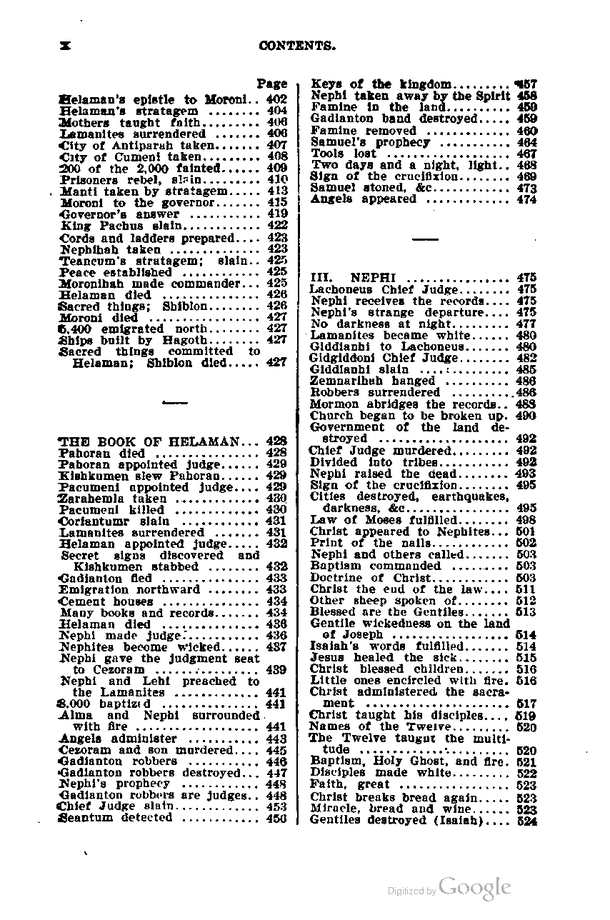 x
CONTENTS.
Page
Helaman's epistle to Moroni.. 402
Helaman's stratagem ........ 404
Mothers taught faith........ 406
Lamanites surrendered ....... 406
City of Antiparah taken....... 407
City of Cumeni taken......... 408
200 of the 2,000 fainted...... 409
Prisoners rebel, slain......... 410
Manti taken by stratagem.... 413
Moroni to the governor....... 415
Governor's answer ........... 419
King Pachus slain........... 422
Cords and ladders prepared.... 423
Nephihah taken ............. 423
Teancum's stratagem; slain.. 425
Peace established ........... 425
Moronihah made commander... 425
Helaman died ............... 426
Sacred things; Shiblon........ 426
Moroni died ................ 427
5,400 emigrated north........ 427
Ships built by Hagoth........ 427
Sacred things committed to
Helaman; Shiblon died..... 427
THE BOOK OF HELAMAN... 428
Pahoran died ............... 428
Pahoran appointed judge...... 429
Kishkumen slew Pahoran...... 429
Pacumeni appointed judge.... 429
Zarahemla taken ............ 430
Pacumeni killed ............ 430
Coriantumr slain ........... 431
Lamanites surrendered ....... 431
Helaman appointed judge..... 432
Secret signs discovered and
Kishkumen stabbed ........ 432
Gadianton fled .............. 433
Emigration northward ........ 433
Cement houses .............. 434
Many books and records....... 434
Helaman died ............... 436
Nephi made judge............ 436
Nephites become wicked...... 437
Nephi gave the judgment seat
to Cezoram ............... 439
Nephi and Lehi preached to
the Lamanites ............ 441
8,000 baptized .............. 441
Alma and Nephi surrounded
with fire ................. 441
Angels administer ........... 443
Cezoram and son murdered.... 445
Gadianton robbers ........... 446
Gadianton robbers destroyed... 447
Nephi's prophecy ............ 448
Gadianton robbers are judges.. 448
Chief Judge slain............. 453
Seantum detected ............ 456
Keys of the kingdom......... 457
Nephi taken away by the Spirit 458
Famine in the land.......... 459
Gadianton band destroyed..... 459
Famine removed ............ 460
Samuel's prophecy ........... 464
Tools lost .................. 467
Two days and a night, light.. 468
Sign of the crucifixion........ 469
Samuel stoned, &c........... 473
Angels appeared ............ 474
III. NEPHI ............... 475
Lachoneus Chief Judge........ 475
Nephi receives the records.... 475
Nephi's strange departure.... 475
No darkness at night......... 477
Lamanites became white...... 480
Giddianhi to Lachoneus....... 480
Gidgiddoni Chief Judge........ 482
Giddianhi slain ............. 485
Zemnarihah hanged .......... 486
Robbers surrendered .........486
Mormon abridges the records.. 488
Church began to be broken up. 490
Government of the land de-
stroyed .................. 492
Chief Judge murdered......... 492
Divided into tribes........... 492
Nephi raised the dead........ 493
Sign of the crucifixion........ 495
Cities destroyed, earthquakes,
darkness, &c.............. 495
Law of Moses fulfilled........ 498
Christ appeared to Nephites... 501
Print of the nails............ 502
Nephi and others called....... 503
Baptism commanded ......... 503
Doctrine of Christ............ 503
Christ the end of the law.... 511
Other sheep spoken of........ 512
Blessed are the Gentiles...... 513
Gentile wickedness on the land
of Joseph ................ 514
Isaiah's words fulfilled....... 514
Jesus healed the sick........ 515
Christ blessed children ....... 516
Little ones encircled with fire. 516
Christ administered the sacra-
ment .................... 517
Christ taught his disciples.... 519
Names of the Twelve......... 520
The Twelve taught the multi-
tude ..................... 520
Baptism, Holy Ghost, and fire. 521
Disciples made white......... 522
Faith, great ................ 523
Christ breaks bread again..... 523
Miracle, bread and wine...... 523
Gentiles destroyed (Isaiah).... 524
Digitized by Google